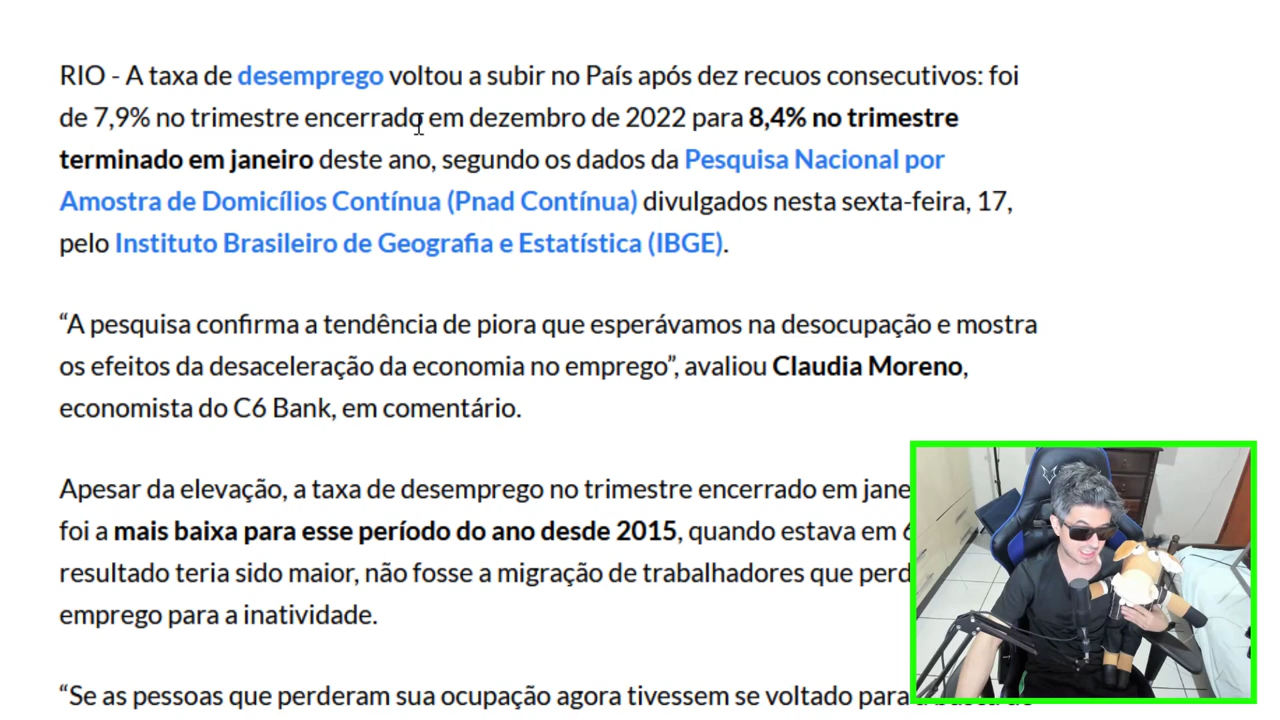 RIO - A taxa de desemprego voltou a subir no País após dez recuos consecutivos: foi
de 7,9% no trimestre encerrado em dezembro de 2022 para 8,4% no trimestre
terminado em janeiro deste ano, segundo os dados da Pesquisa Nacional por
Amostra de Domicílios Contínua (Pnad Contínua) divulgados nesta sexta-feira, 17,
pelo Instituto Brasileiro de Geografia e Estatística (IBGE).
“A pesquisa confirma a tendência de piora que esperávamos na desocupação e mostra
os efeitos da desaceleração da economia no emprego”, avaliou Claudia Moreno,
economista do C6 Bank, em comentário.
Apesar da elevação, a taxa de desemprego no trimestre encerrado em jane
foi a mais baixa para esse período do ano desde 2015, quando estava em
resultado teria sido maior, não fosse a migração de trabalhadores que perd
emprego para a inatividade.
“Se as pessoas que perderam sua ocupação agora tivessem se voltado para